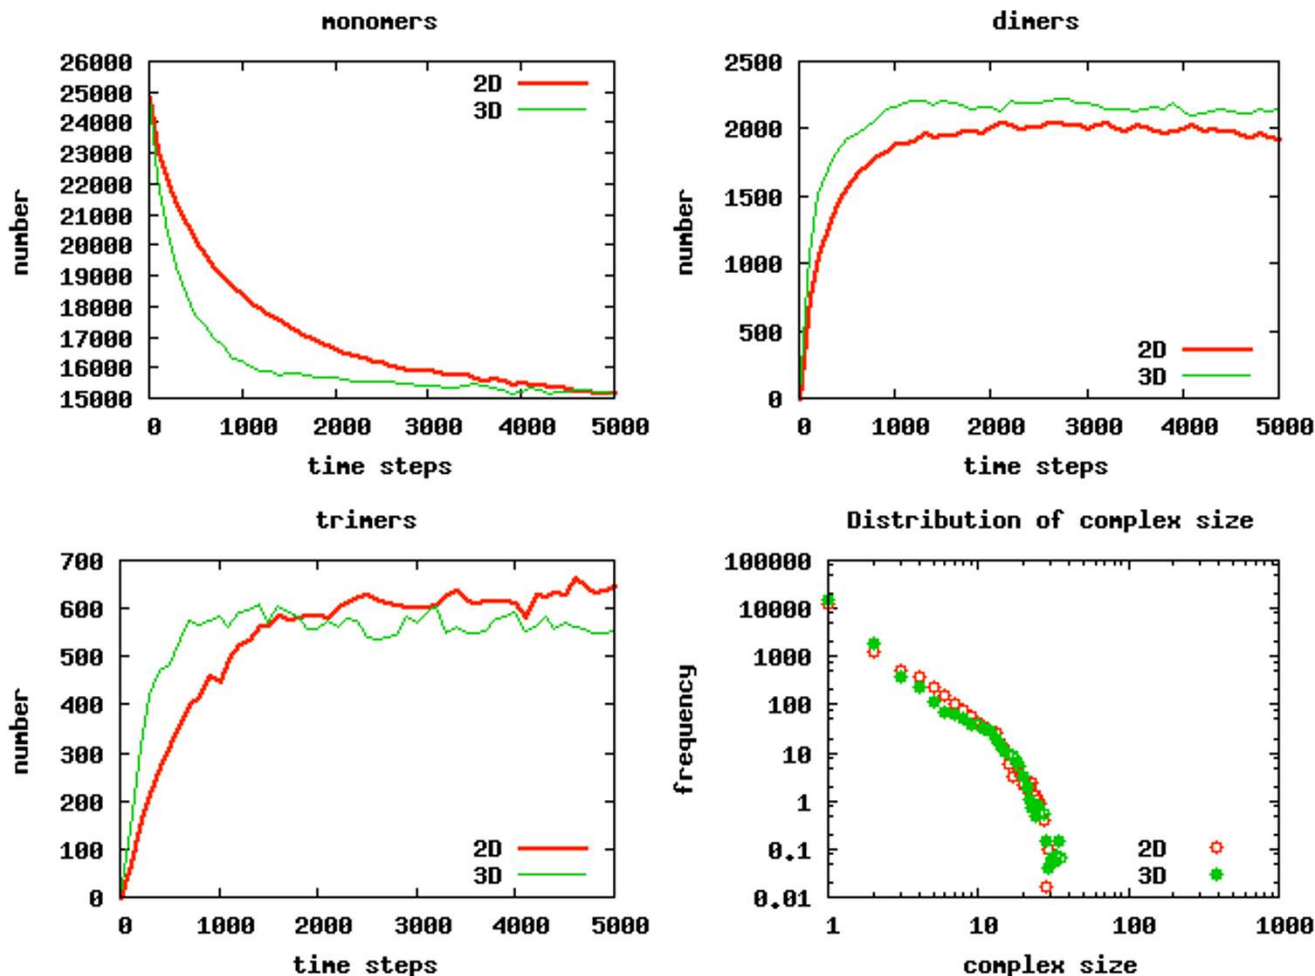 monomers
26000
25000
24000
23000
22000
21000
20000
19000
18000
17000
16000
15000
number
2D
3D
0 1000 2000 3000 4000 5000
time steps
dimers
2500
2000
1500
1000
500
0
number
2D
3D
0 1000 2000 3000 4000 5000
time steps
trimers
700
600
500
400
300
200
100
0
number
2D
3D
0 1000 2000 3000 4000 5000
time steps
Distribution of complex size
100000
10000
1000
100
10
1
0.1
0.01
frequency
2D
3D
1 10 100 1000
complex size